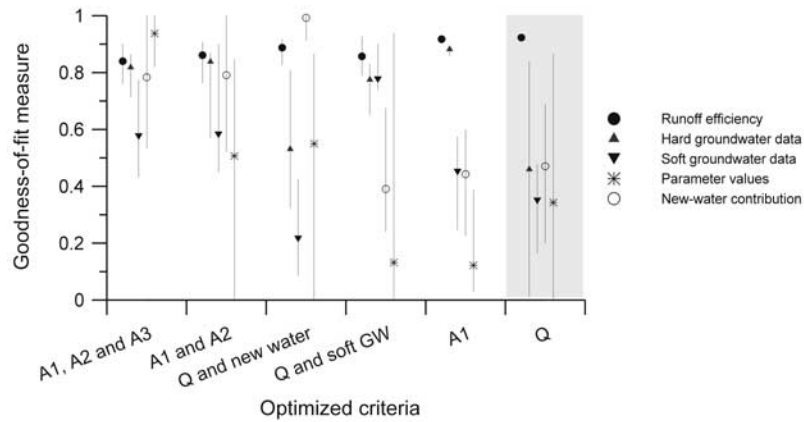 Goodness-of-fit measure
1
0.8
0.6
0.4
0.2
0
A1, A2 and A3
A1 and A2
Q and new water
Q and soft GW
A1
Q
Optimized criteria
Runoff efficiency
Hard groundwater data
Soft groundwater data
Parameter values
New-water contribution